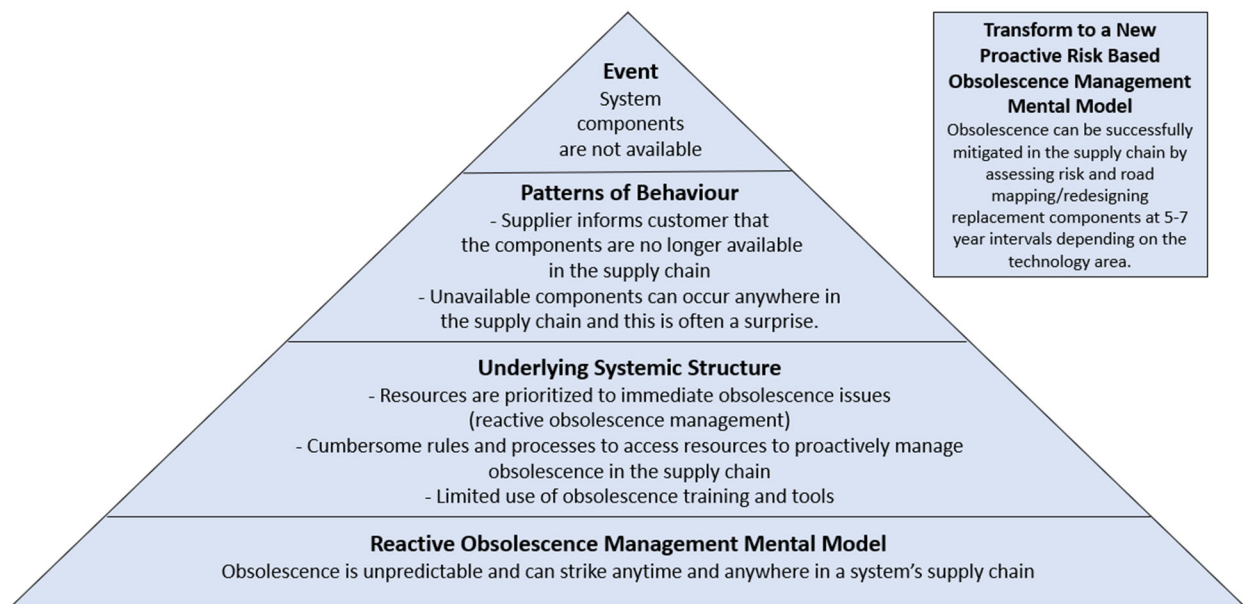 Event
System
components
are not available
Patterns of Behaviour
- Supplier informs customer that
the components are no longer available
in the supply chain
- Unavailable components can occur anywhere in
the supply chain and this is often a surprise.
Underlying Systemic Structure
- Resources are prioritized to immediate obsolescence issues
(reactive obsolescence management)
- Cumbersome rules and processes to access resources to proactively manage
obsolescence in the supply chain
- Limited use of obsolescence training and tools
Reactive Obsolescence Management Mental Model
Obsolescence is unpredictable and can strike anytime and anywhere in a system's supply chain
Transform to a New
Proactive Risk Based
Obsolescence Management
Mental Model
Obsolescence can be successfully
mitigated in the supply chain by
assessing risk and road
mapping/redesigning
replacement components at 5-7
year intervals depending on the
technology area.